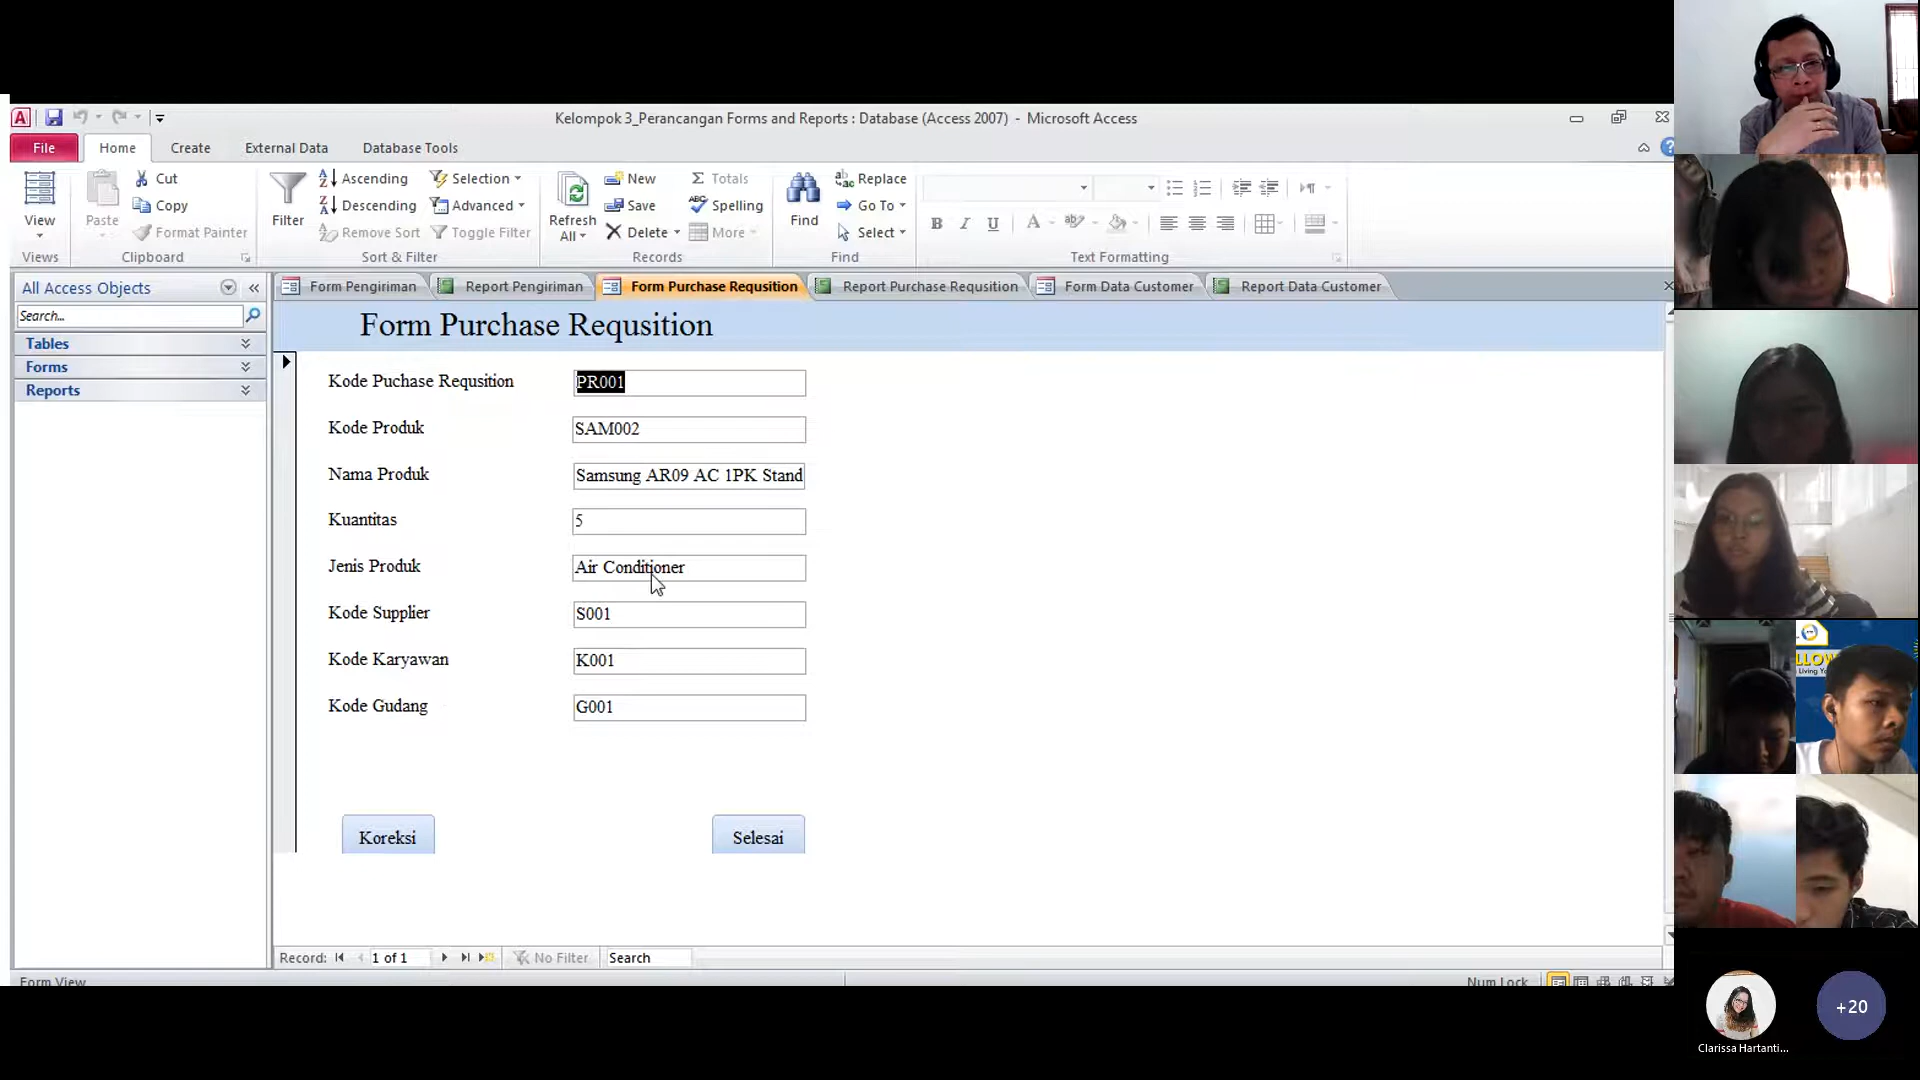 Kelompok 3_Perancangan Forms and Reports : Database (Access 2007) - Microsoft Access
File Home Create External Data Database Tools
View
Views
Paste
Cut
Copy
Format Painter
Clipboard
Filter
Ascending
Descending
Remove Sort
Selection
Advanced
Toggle Filter
Sort & Filter
Refresh
All
New
Save
Delete
Totals
Spelling
More
Records
Find
Replace
Go To
Select
Find
Text Formatting
All Access Objects
Search...
Tables
Forms
Reports
Form Pengiriman Report Pengiriman Form Purchase Requsition Report Purchase Requsition Form Data Customer Report Data Customer
Form Purchase Requsition
Kode Puchase Requsition PR001
Kode Produk SAM002
Nama Produk Samsung AR09 AC 1PK Stand
Kuantitas 5
Jenis Produk Air Conditioner
Kode Supplier S001
Kode Karyawan K001
Kode Gudang G001
Koreksi Selesai
Record: 1 of 1 No Filter Search
Form View Num Lock
Clarissa Hartanti...
+20